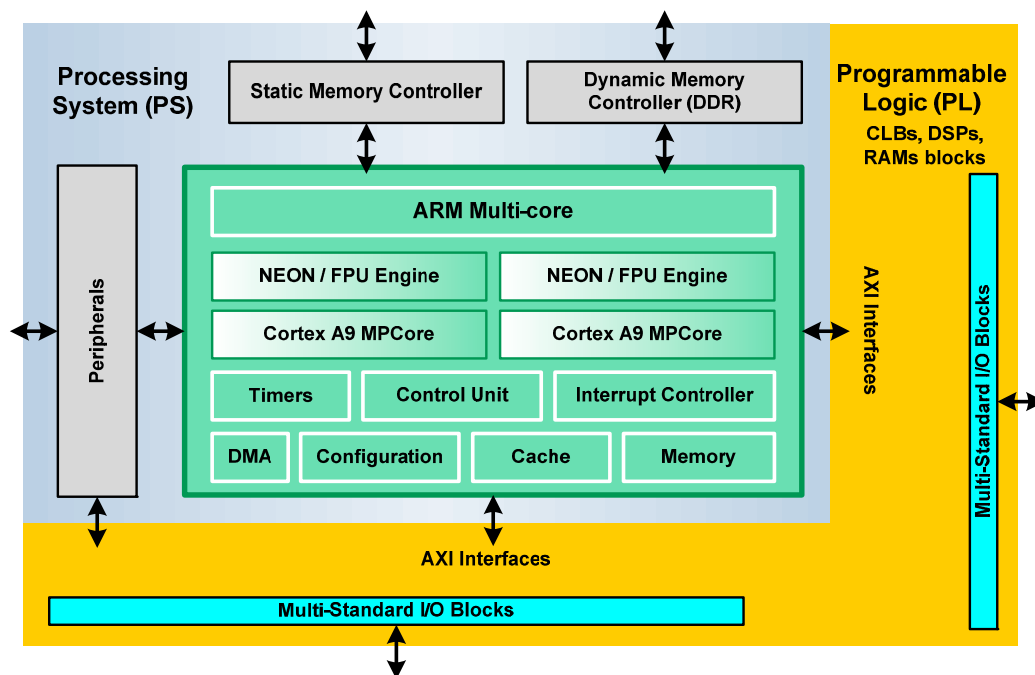 Processing
System (PS)
Static Memory Controller
Dynamic Memory
Controller (DDR)
Programmable
Logic (PL)
CLBs, DSPs,
RAMs blocks
Peripherals
ARM Multi-core
NEON / FPU Engine
NEON / FPU Engine
Cortex A9 MPCore
Cortex A9 MPCore
Timers
Control Unit
Interrupt Controller
DMA
Configuration
Cache
Memory
AXI Interfaces
Multi-Standard I/O Blocks
AXI Interfaces
Multi-Standard I/O Blocks